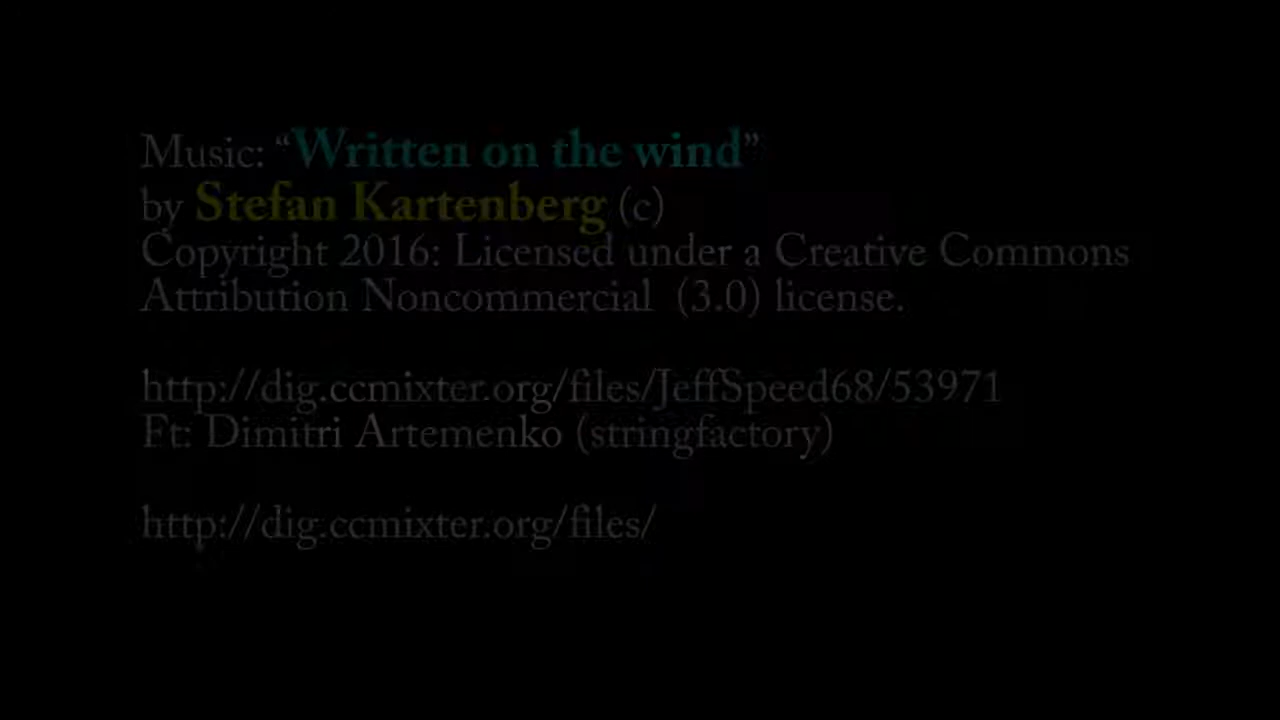 Music: “Written on the wind”
by Stefan Kartenberg (c)
Copyright 2016: Licensed under a Creative Commons
Attribution Noncommercial (3.0) license.
http://dig.ccmixter.org/files/JeffSpeed68/53971
Ft: Dimitri Artemenko (stringfactory)
http://dig.ccmixter.org/files/